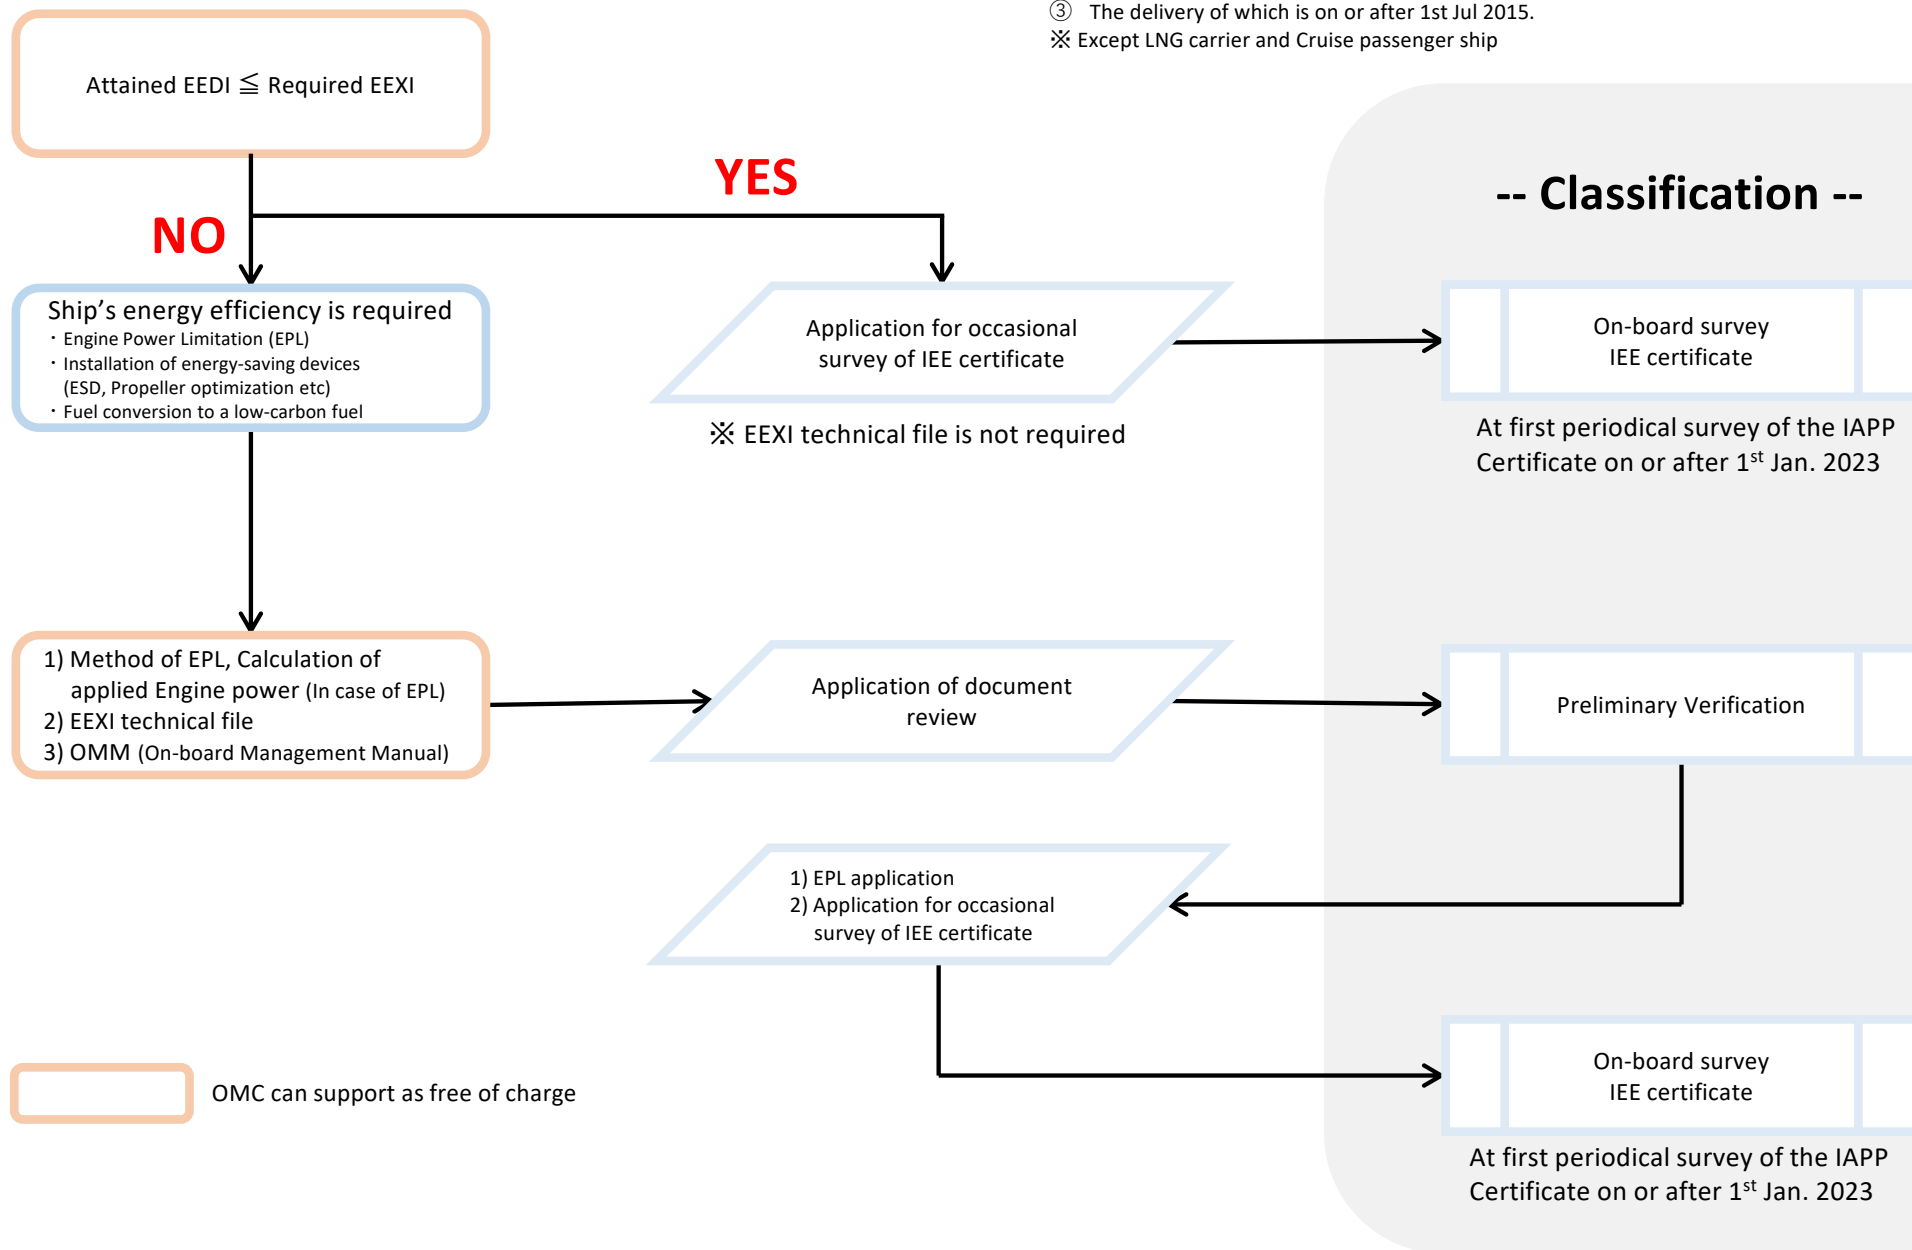 ③ The delivery of which is on or after 1st Jul 2015.
※ Except LNG carrier and Cruise passenger ship
Attained EEDI ≦ Required EEXI
YES
NO
-- Classification --
Ship’s energy efficiency is required
・Engine Power Limitation (EPL)
・Installation of energy-saving devices
(ESD, Propeller optimization etc)
・Fuel conversion to a low-carbon fuel
Application for occasional
survey of IEE certificate
※ EEXI technical file is not required
On-board survey
IEE certificate
At first periodical survey of the IAPP
Certificate on or after 1st Jan. 2023
1) Method of EPL, Calculation of
applied Engine power (In case of EPL)
2) EEXI technical file
3) OMM (On-board Management Manual)
Application of document
review
Preliminary Verification
1) EPL application
2) Application for occasional
survey of IEE certificate
On-board survey
IEE certificate
At first periodical survey of the IAPP
Certificate on or after 1st Jan. 2023
OMC can support as free of charge